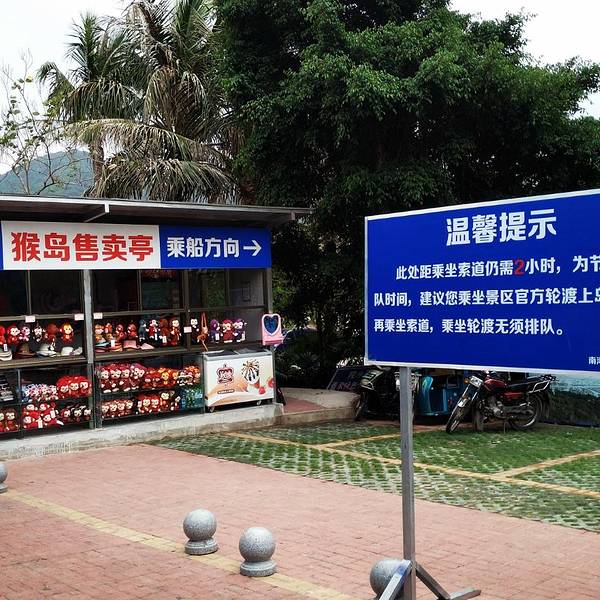 猴岛售卖亭
乘船方向→
温馨提示
此处距乘坐索道仍需2小时，为节
队时间，建议您乘坐景区官方轮渡上岛
再乘坐索道，乘坐轮渡无须排队。
南湾